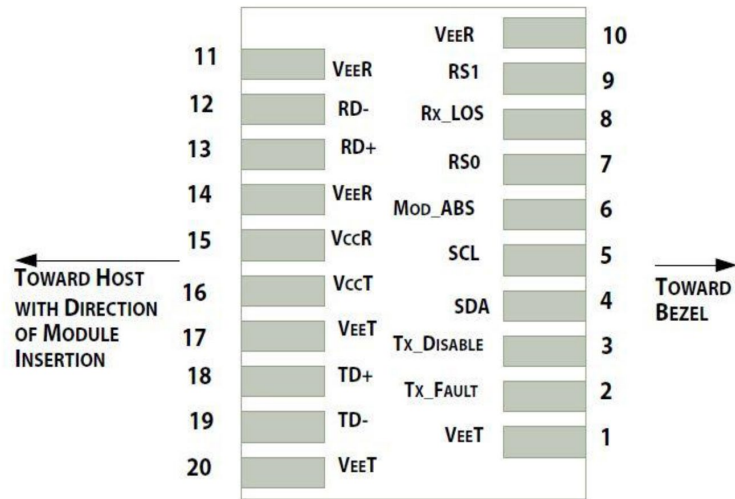 VEER 10
11 VEER
RS1 9
12 RD-
RX_LOS 8
13 RD+
RS0 7
14 VEER
MOD_ABS 6
15 VCCR
SCL 5
16 VCCT
SDA 4
17 VEET
TX_DISABLE 3
18 TD+
TX_FAULT 2
19 TD-
VEET 1
20 VEET
TOWARD HOST
WITH DIRECTION
OF MODULE
INSERTION
TOWARD
BEZEL